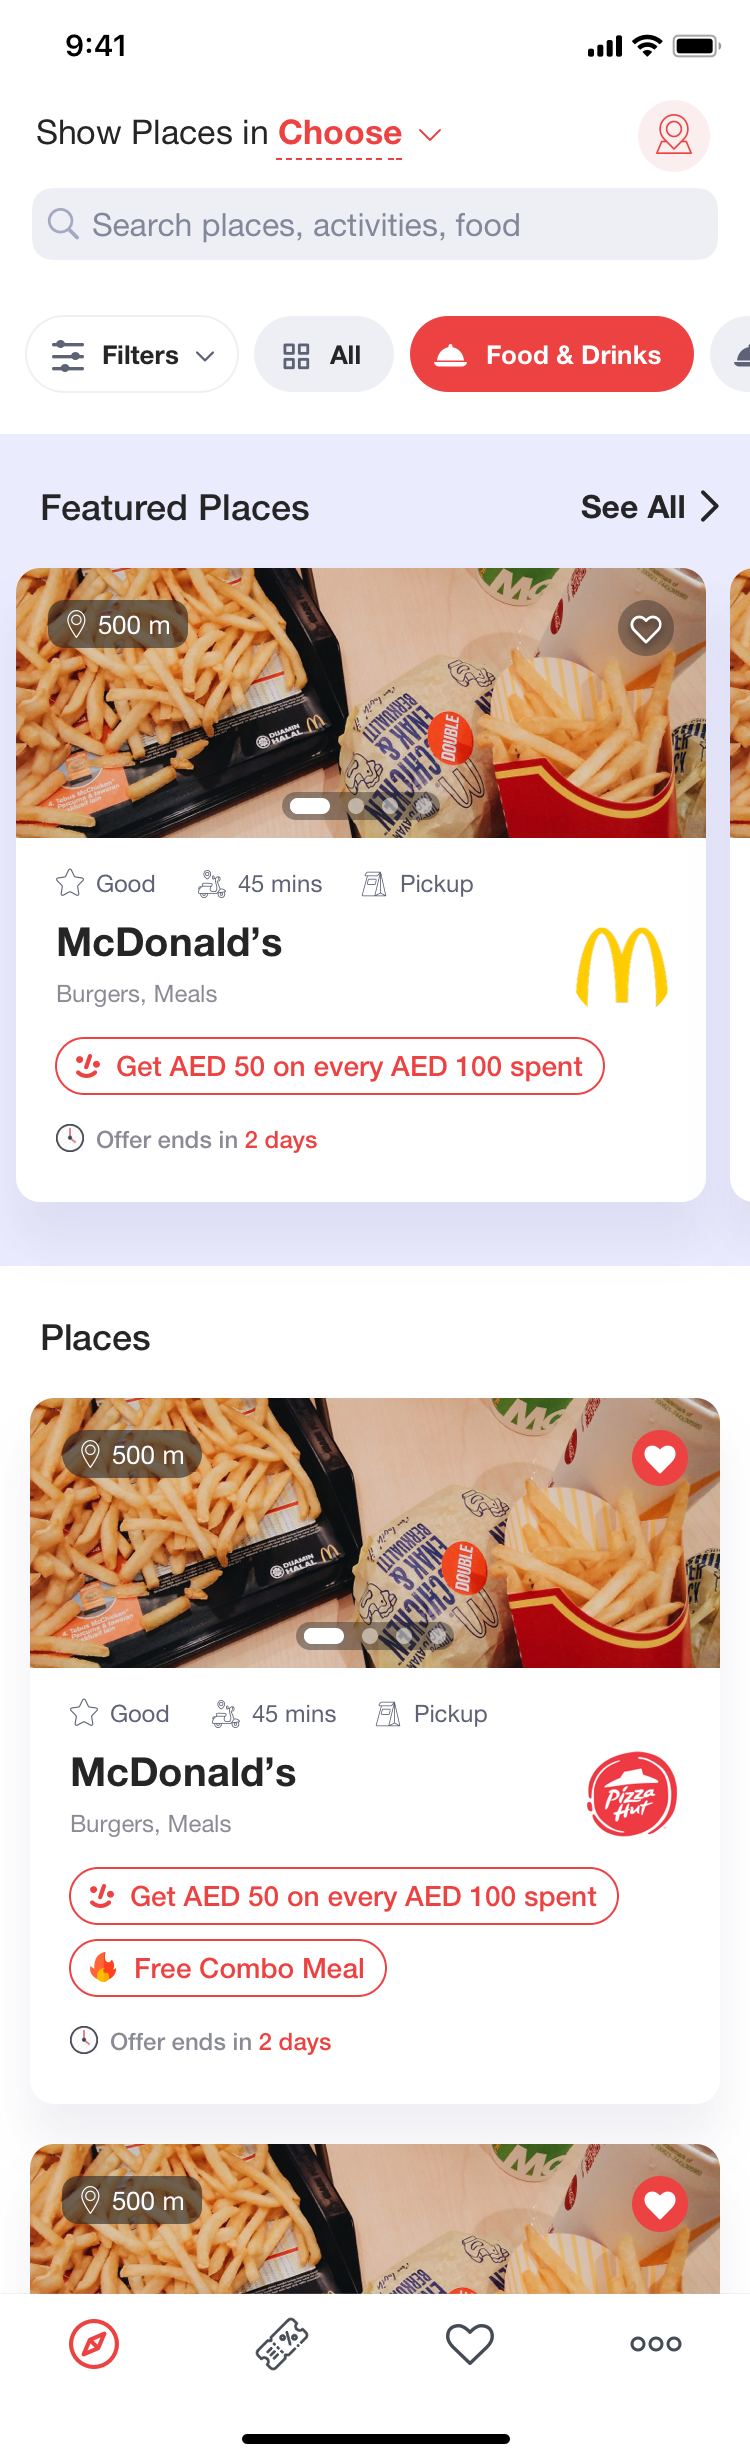 9:41
Show Places in Choose
Search places, activities, food
Filters
All
Food & Drinks
Featured Places
See All
500 m
DOUBLE
Good
45 mins
Pickup
McDonald’s
Burgers, Meals
Get AED 50 on every AED 100 spent
Offer ends in 2 days
Places
500 m
DOUBLE
Good
45 mins
Pickup
McDonald’s
Burgers, Meals
Pizza
Hut
Get AED 50 on every AED 100 spent
Free Combo Meal
Offer ends in 2 days
500 m